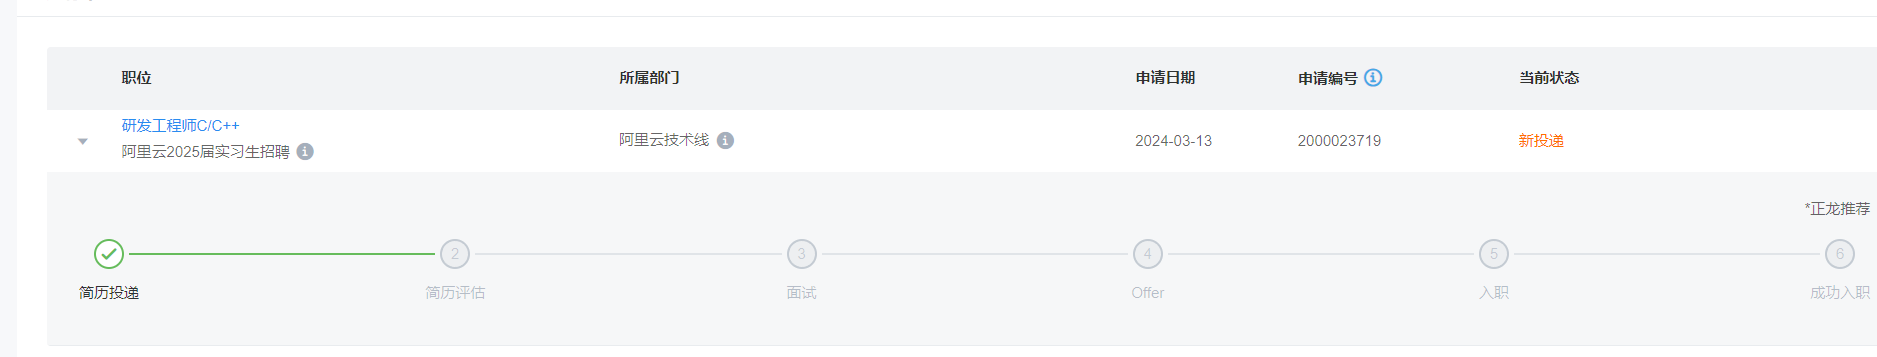 职位 所属部门 申请日期 申请编号 当前状态
研发工程师C/C++
阿里云2025届实习生招聘
阿里云技术线 2024-03-13 2000023719 新投递
*正龙推荐
2 3 4 5 6
简历投递 简历评估 面试 Offer 入职 成功入职